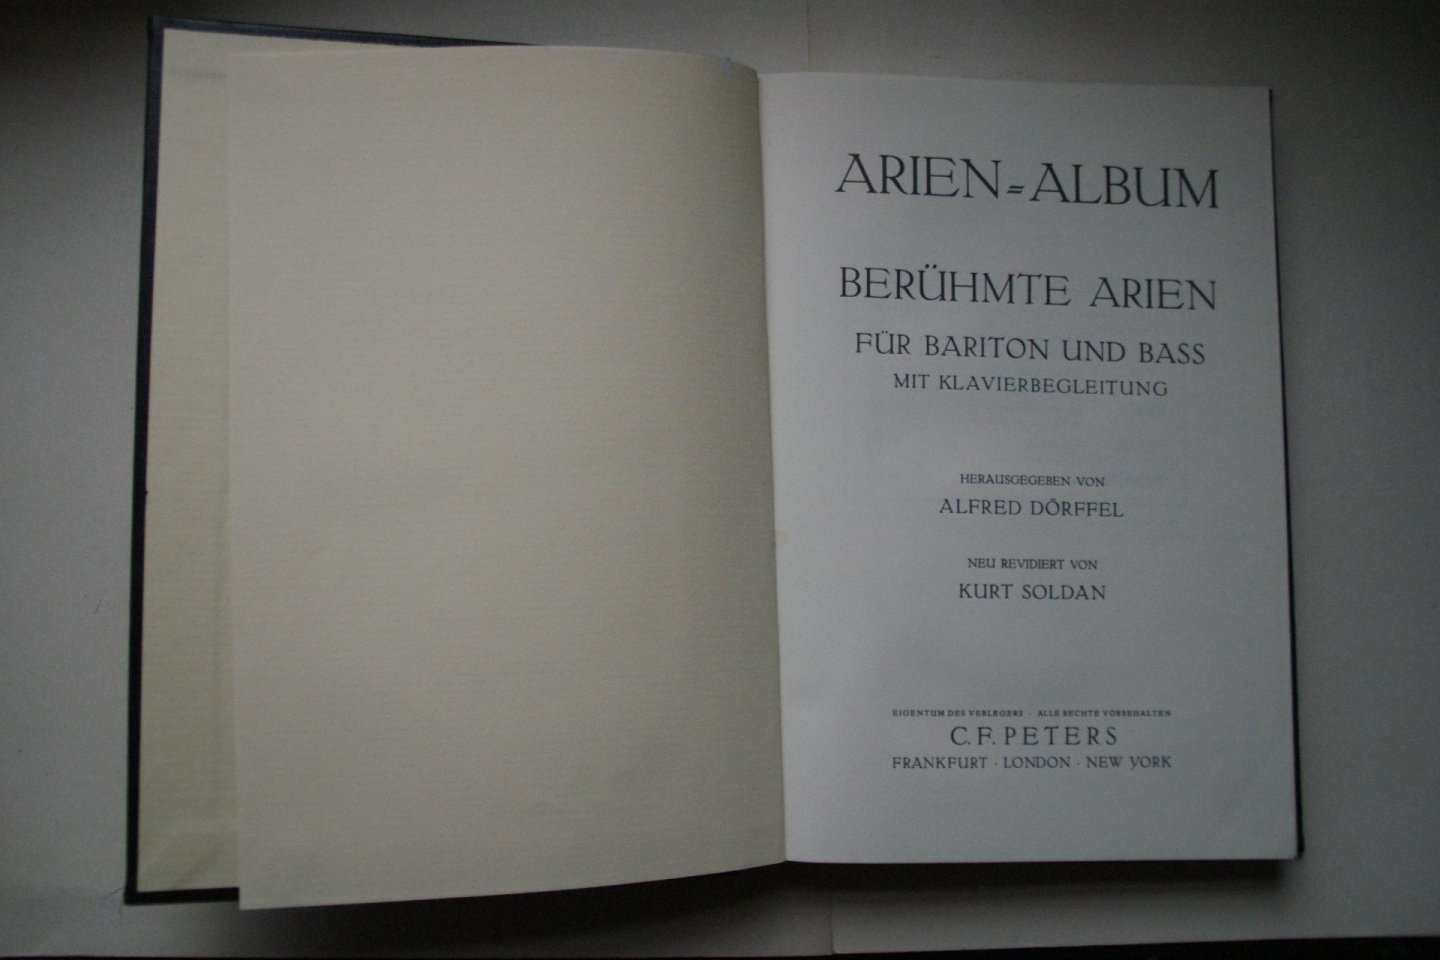 ARIEN=ALBUM
BERÜHMTE ARIEN
FÜR BARITON UND BASS
MIT KLAVIERBEGLEITUNG
HERAUSGEGEBEN VON
ALFRED DÖRFFEL
NEU REVIDIERT VON
KURT SOLDAN
EIGENTUM DES VERLEGERS · ALLE RECHTE VORBEHALTEN
C. F. PETERS
FRANKFURT · LONDON · NEW YORK